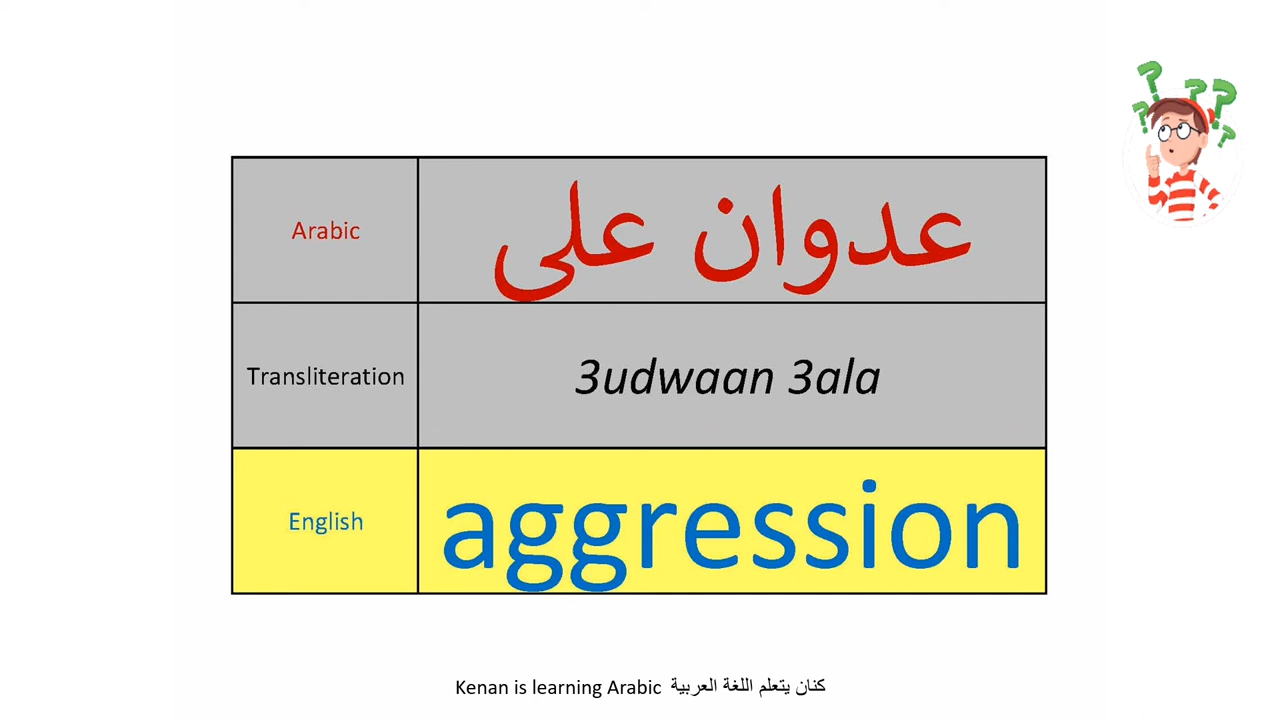 Arabic عدوان على
Transliteration 3udwaan 3ala
English aggression
Kenan is learning Arabic كنان يتعلم اللغة العربية